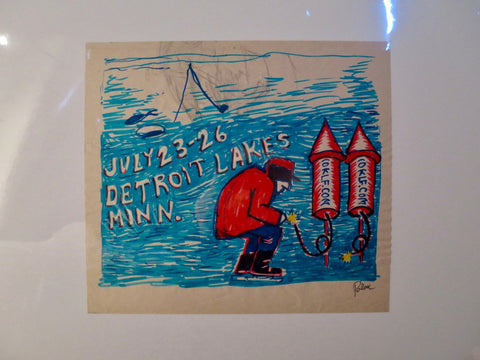 JULY 23-26
DETROIT LAKES
MINN.
10KLF.COM
10KLF.COM